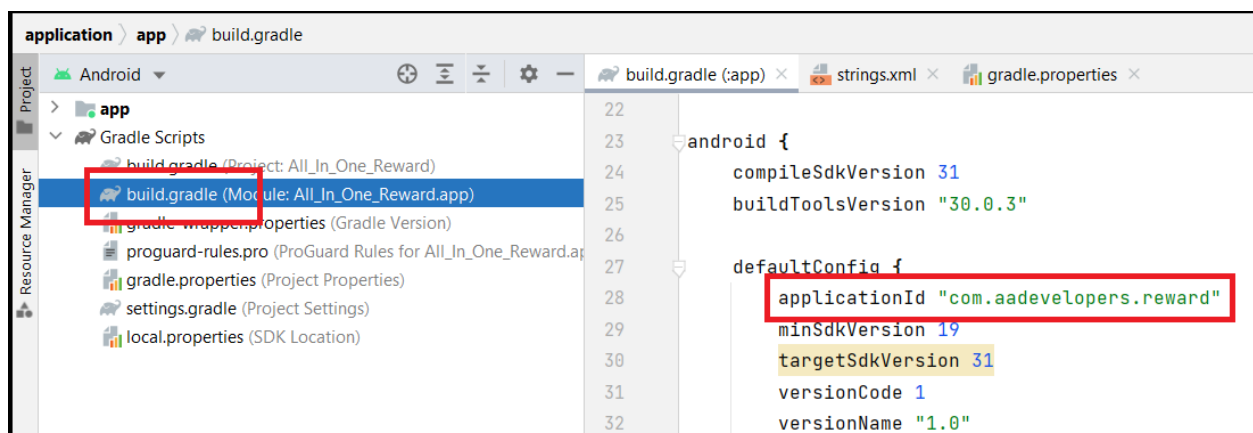 application > app > build.gradle
Project
Resource Manager
Android
app
Gradle Scripts
build.gradle (Project: All_In_One_Reward)
build.gradle (Module: All_In_One_Reward.app)
gradle-wrapper.properties (Gradle Version)
proguard-rules.pro (ProGuard Rules for All_In_One_Reward.ap
gradle.properties (Project Properties)
settings.gradle (Project Settings)
local.properties (SDK Location)
build.gradle (:app) strings.xml gradle.properties
22
23 android {
24 compileSdkVersion 31
25 buildToolsVersion "30.0.3"
26
27 defaultConfig {
28 applicationId "com.aadevelopers.reward"
29 minSdkVersion 19
30 targetSdkVersion 31
31 versionCode 1
32 versionName "1.0"